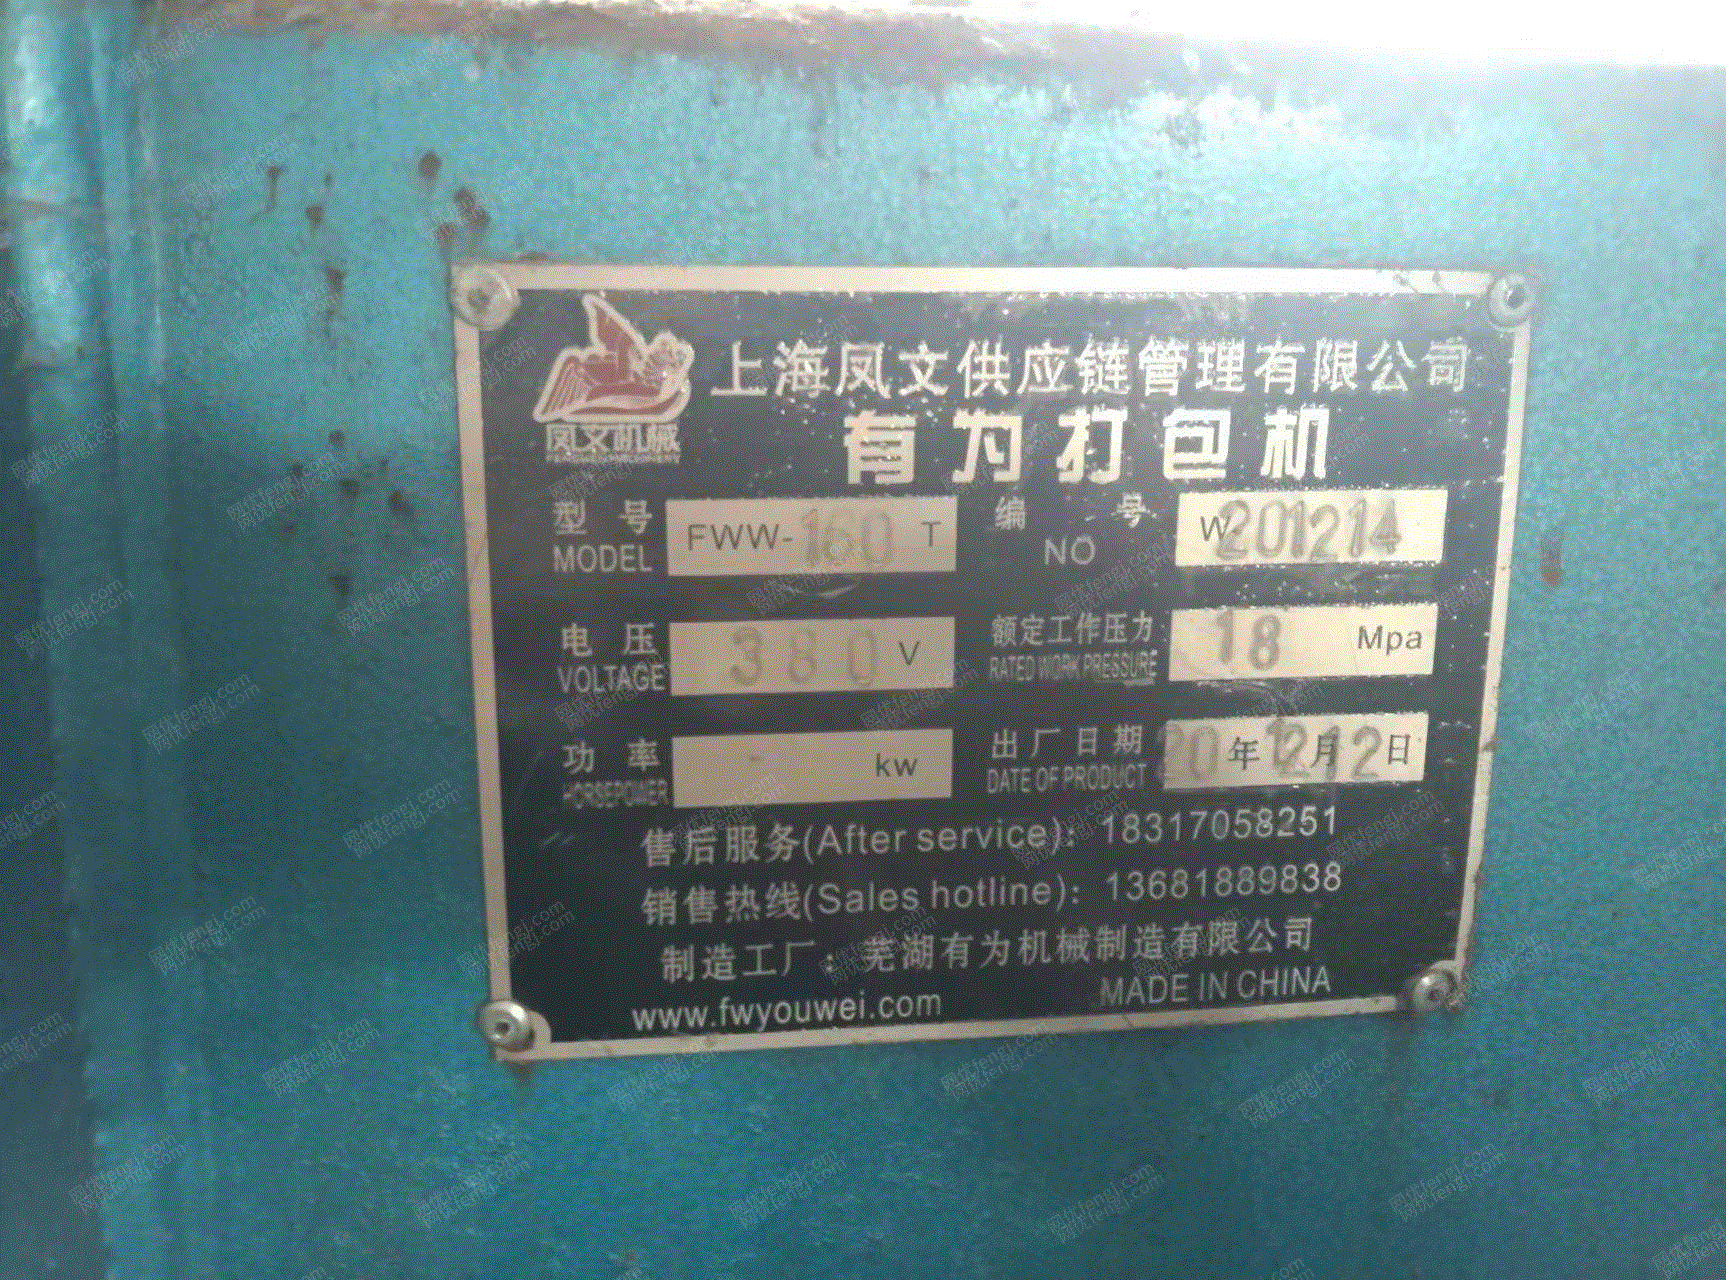 上海凤文供应链管理有限公司
凤文机械
有为打包机
型号 MODEL FWW-160 T
编号 NO W201214
电压 VOLTAGE 380 V
额定工作压力 RATED WORK PRESSURE 18 Mpa
功率 HORSEPOWER - kw
出厂日期 DATE OF PRODUCT 20年12月12日
售后服务(After service): 18317058251
销售热线(Sales hotline): 13681889838
制造工厂: 芜湖有为机械制造有限公司
www.fwyouwei.com MADE IN CHINA